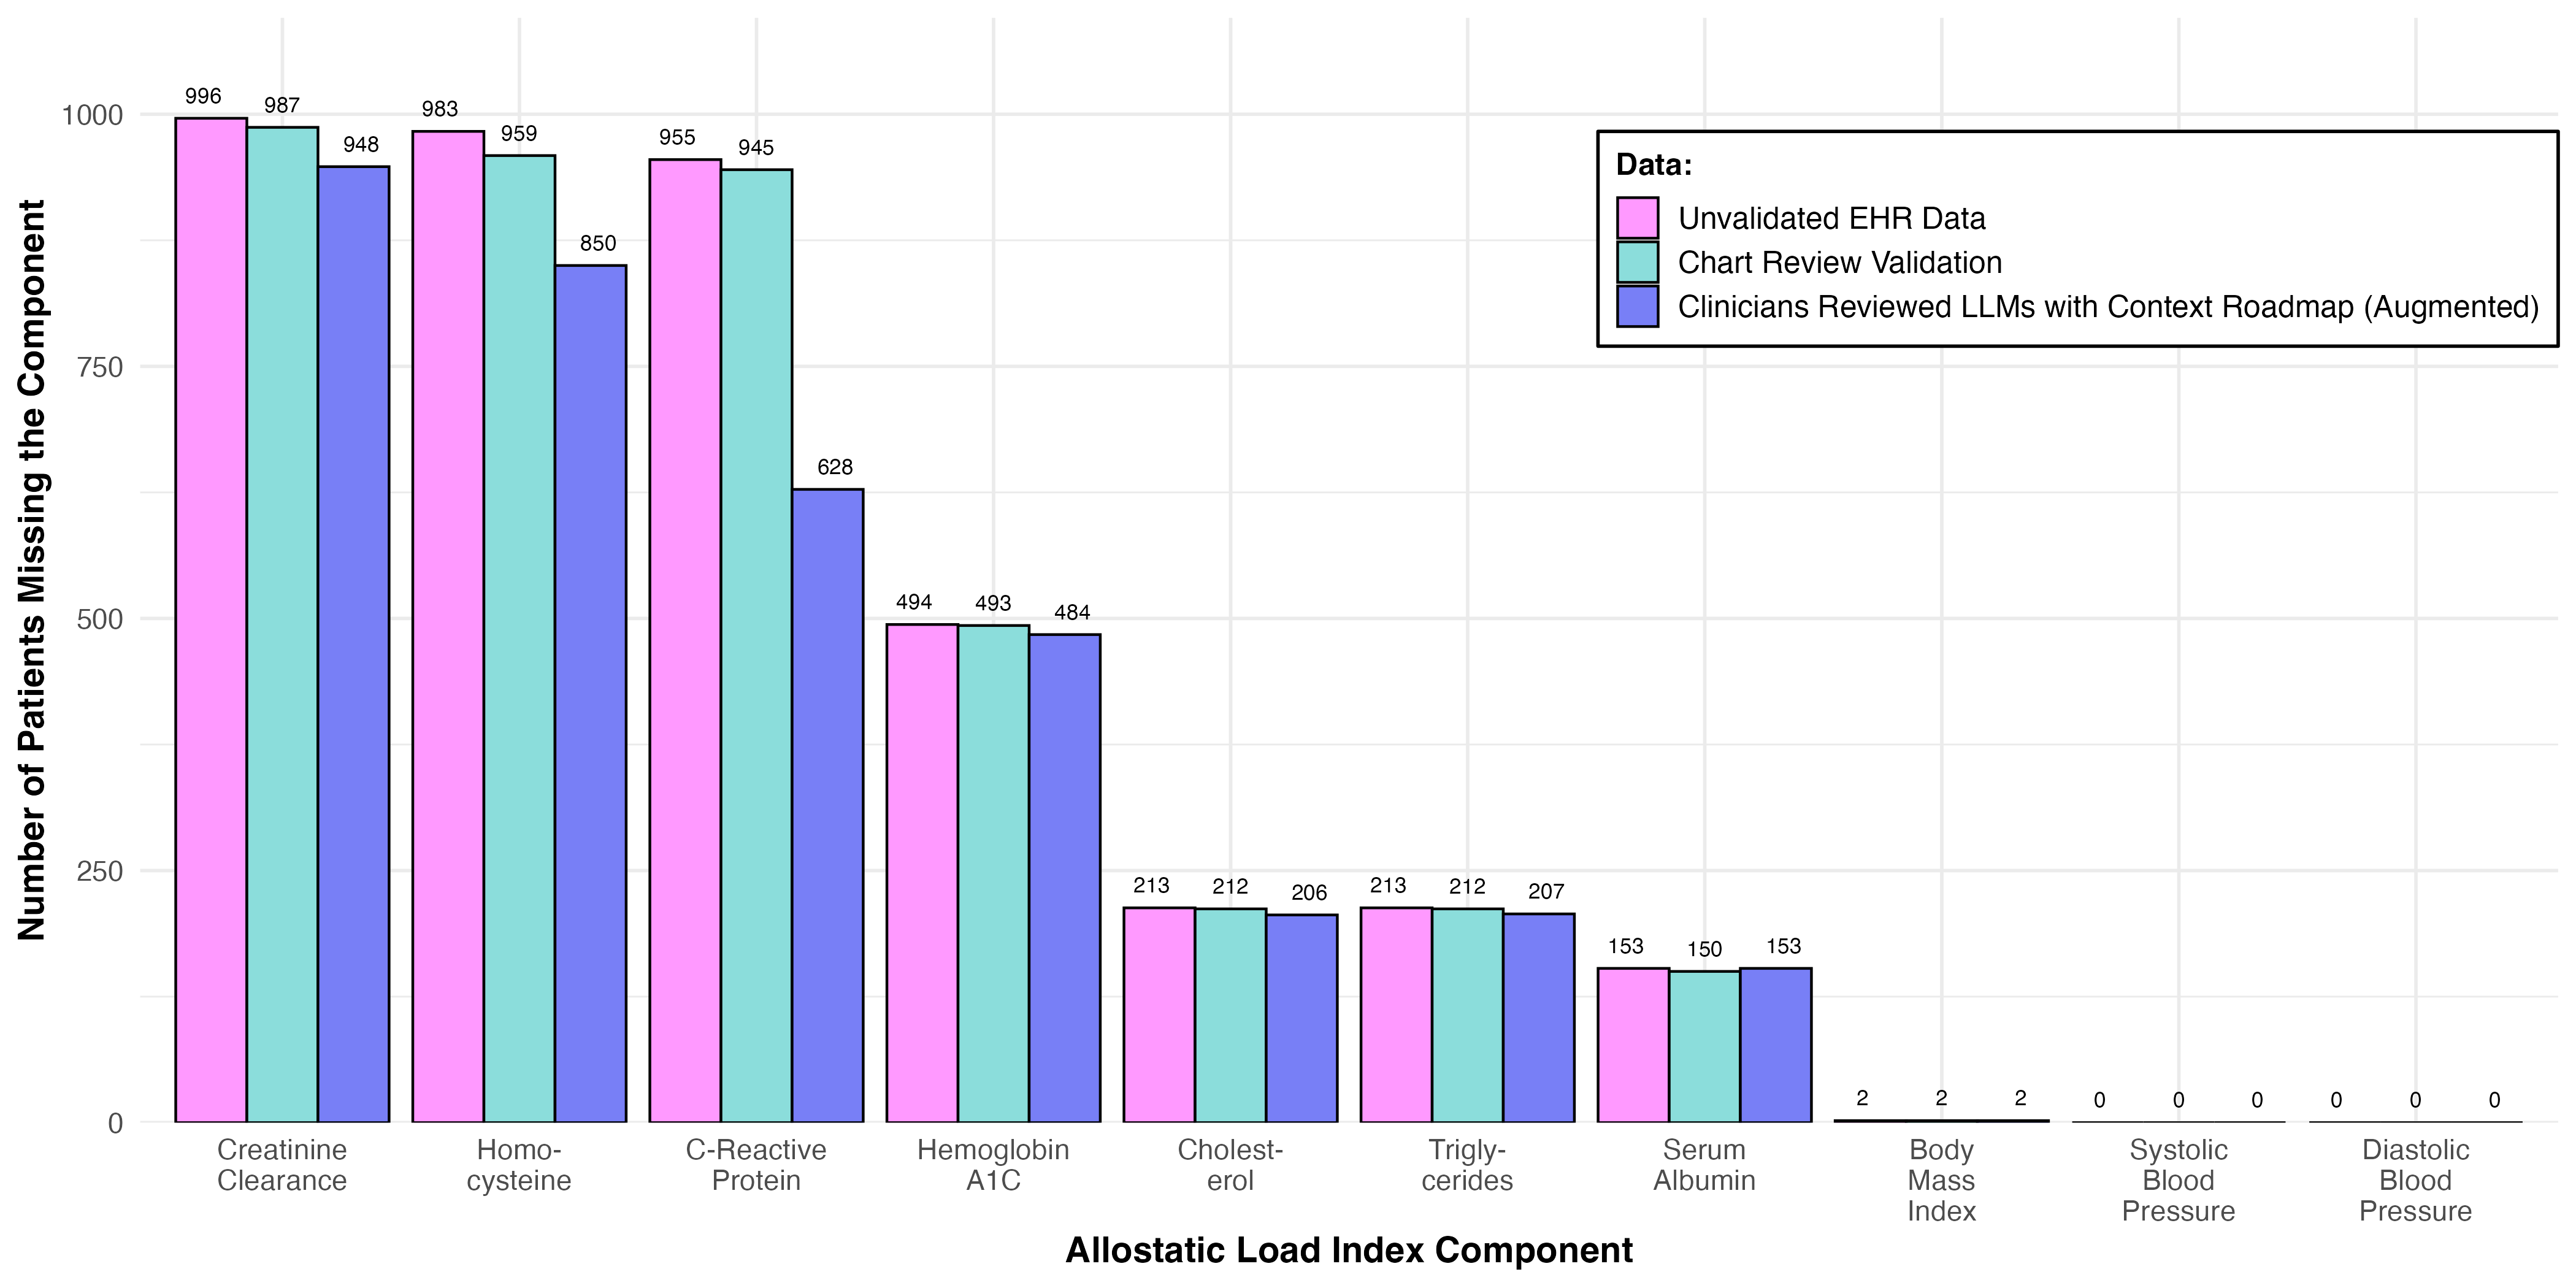 Number of Patients Missing the Component
1000
750
500
250
0
996
987
948
983
959
850
955
945
628
494
493
484
213
212
206
213
212
207
153
150
153
2
2
2
0
0
0
0
0
0
Data:
Unvalidated EHR Data
Chart Review Validation
Clinicians Reviewed LLMs with Context Roadmap (Augmented)
Creatinine
Clearance
Homo-
cysteine
C-Reactive
Protein
Hemoglobin
A1C
Cholest-
erol
Trigly-
cerides
Serum
Albumin
Body
Mass
Index
Systolic
Blood
Pressure
Diastolic
Blood
Pressure
Allostatic Load Index Component